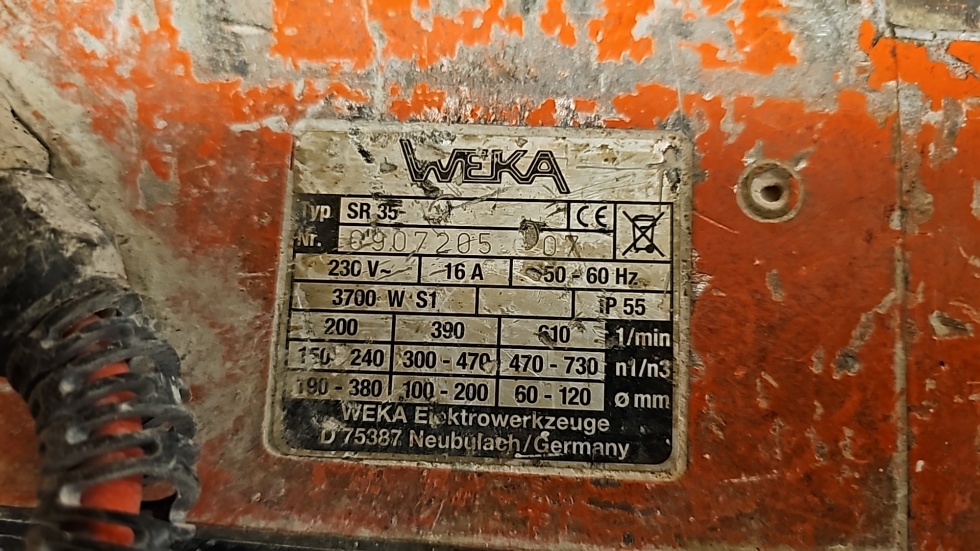 WEKA
Typ SR 35 CE
Nr.
230 V~ 16 A 50 - 60 Hz
3700 W S1 IP 55
200 390 610 1/min
240 300 - 470 470 - 730 n1/n3
190 - 380 100 - 200 60 - 120 ø mm
WEKA Elektrowerkzeuge
D 75387 Neubulach/Germany